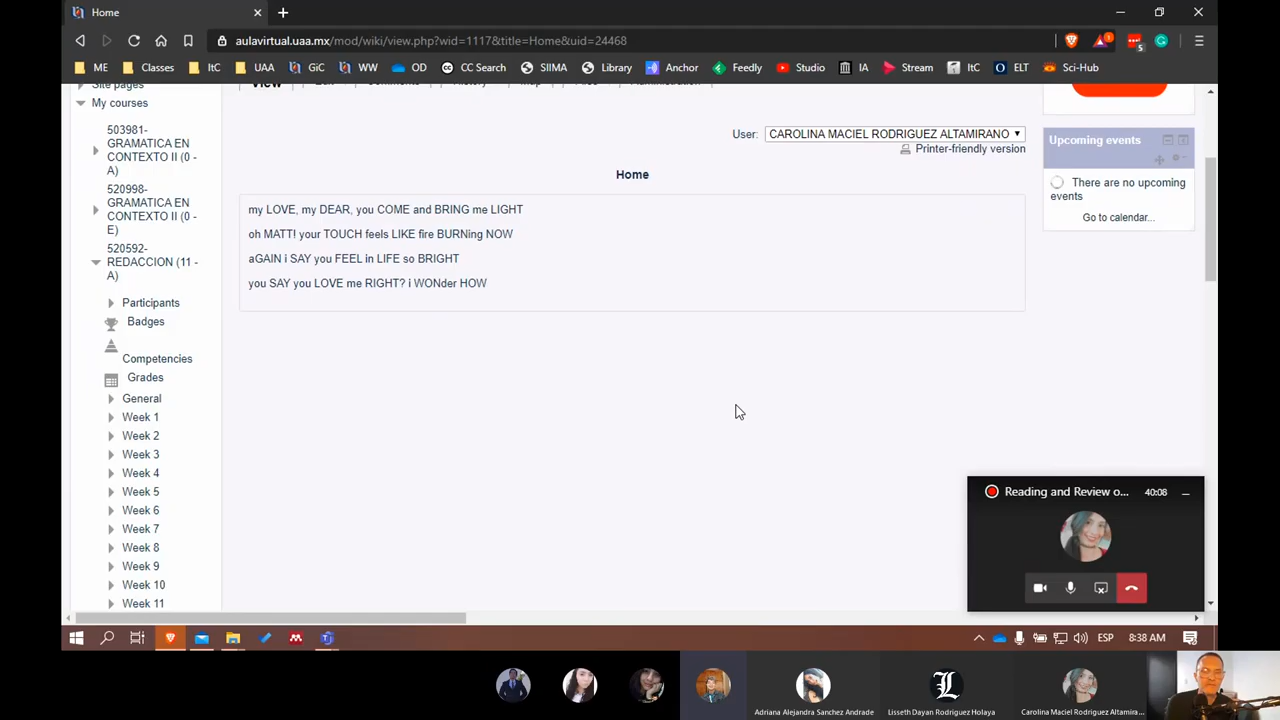 Home
aulavirtual.uaa.mx/mod/wiki/view.php?wid=1117&title=Home&uid=24468
1
5
ME
Classes
ItC
UAA
GiC
WW
OD
CC Search
SIIMA
Library
Anchor
Feedly
Studio
IA
Stream
ItC
ELT
Sci-Hub
Site pages
View
My courses
503981-
GRAMATICA EN
CONTEXTO II (0 -
A)
520998-
GRAMATICA EN
CONTEXTO II (0 -
E)
520592-
REDACCION (11 -
A)
Participants
Badges
Competencies
Grades
General
Week 1
Week 2
Week 3
Week 4
Week 5
Week 6
Week 7
Week 8
Week 9
Week 10
Week 11
User: CAROLINA MACIEL RODRIGUEZ ALTAMIRANO
Printer-friendly version
Home
my LOVE, my DEAR, you COME and BRING me LIGHT
oh MATT! your TOUCH feels LIKE fire BURNing NOW
aGAIN i SAY you FEEL in LIFE so BRIGHT
you SAY you LOVE me RIGHT? i WONder HOW
Upcoming events
There are no upcoming
events
Go to calendar...
Reading and Review o...
40:08
ESP
8:38 AM
Adriana Alejandra Sanchez Andrade
L
Lisseth Dayan Rodriguez Holaya
Carolina Maciel Rodriguez Altamira...